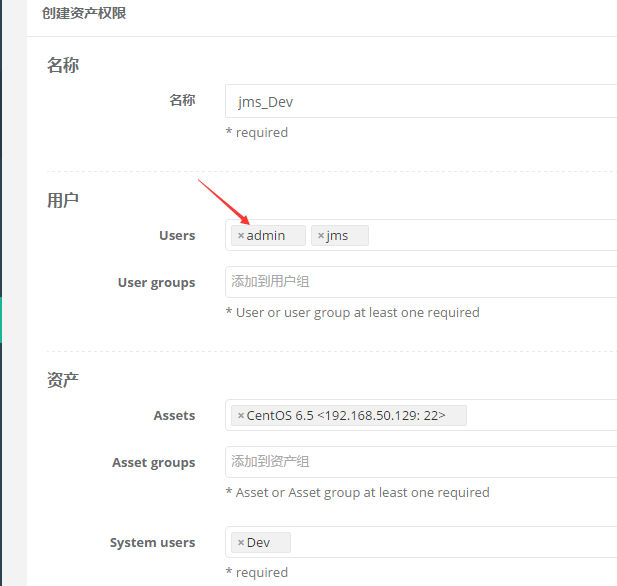 创建资产权限
名称
名称 jms_Dev
* required
用户
Users ×admin ×jms
User groups 添加到用户组
* User or user group at least one required
资产
Assets ×CentOS 6.5 <192.168.50.129: 22>
Asset groups 添加到资产组
* Asset or Asset group at least one required
System users ×Dev
* required